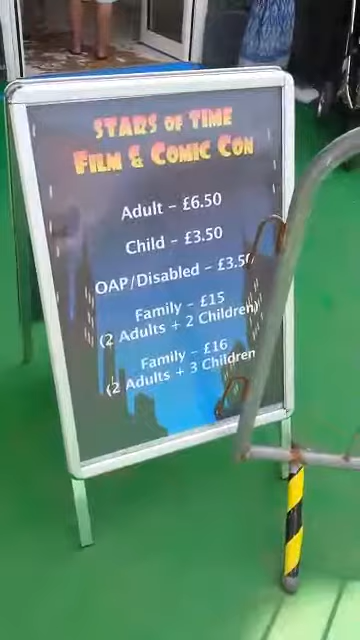 STARS OF TIME
FILM & COMIC CON
Adult - £6.50
Child - £3.50
OAP/Disabled - £3.50
Family - £15
(2 Adults + 2 Children)
Family - £16
(2 Adults + 3 Children